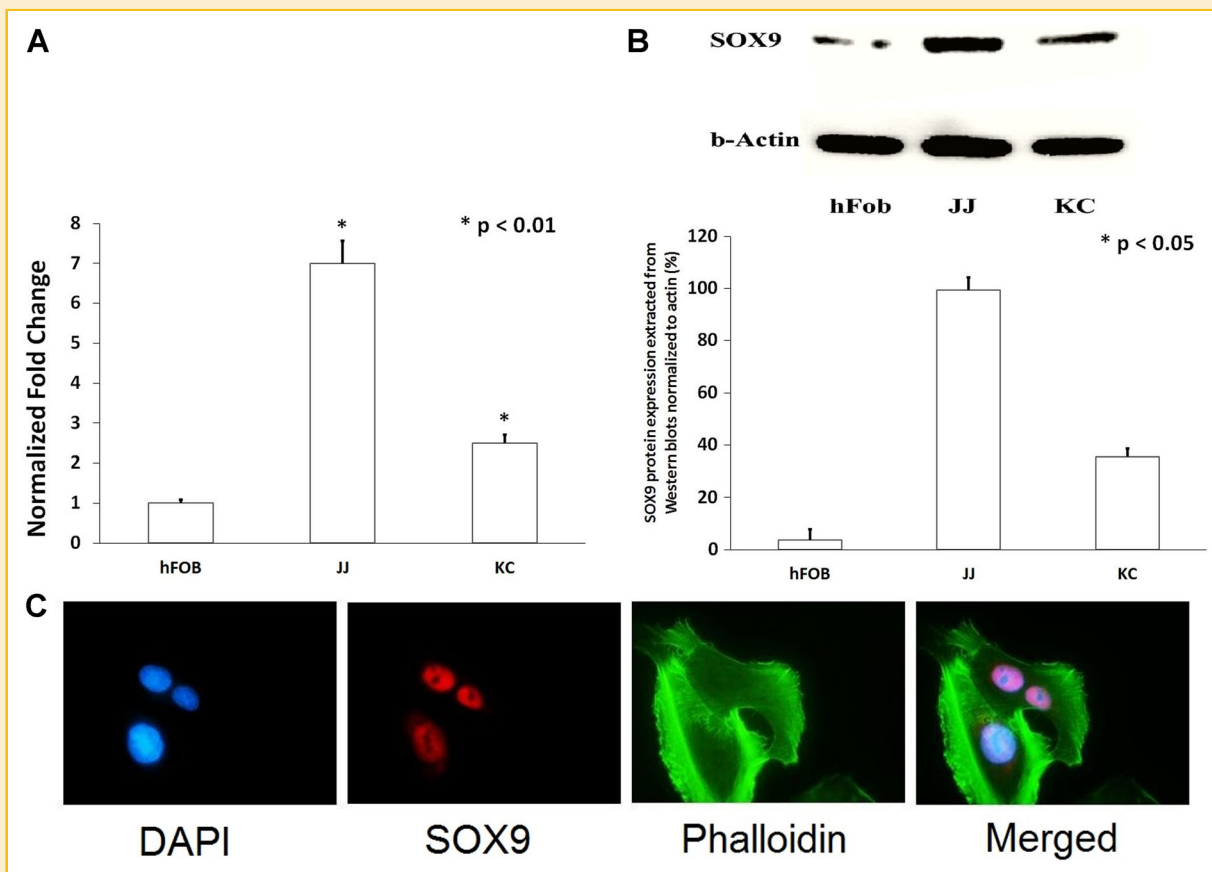 A
Normalized Fold Change
8
7
6
5
4
3
2
1
0
* p < 0.01
*
*
hFOB JJ KC
B
SOX9
b-Actin
hFob JJ KC
SOX9 protein expression extracted from
Western blots normalized to actin (%)
120
100
80
60
40
20
0
* p < 0.05
hFOB JJ KC
C
DAPI SOX9 Phalloidin Merged